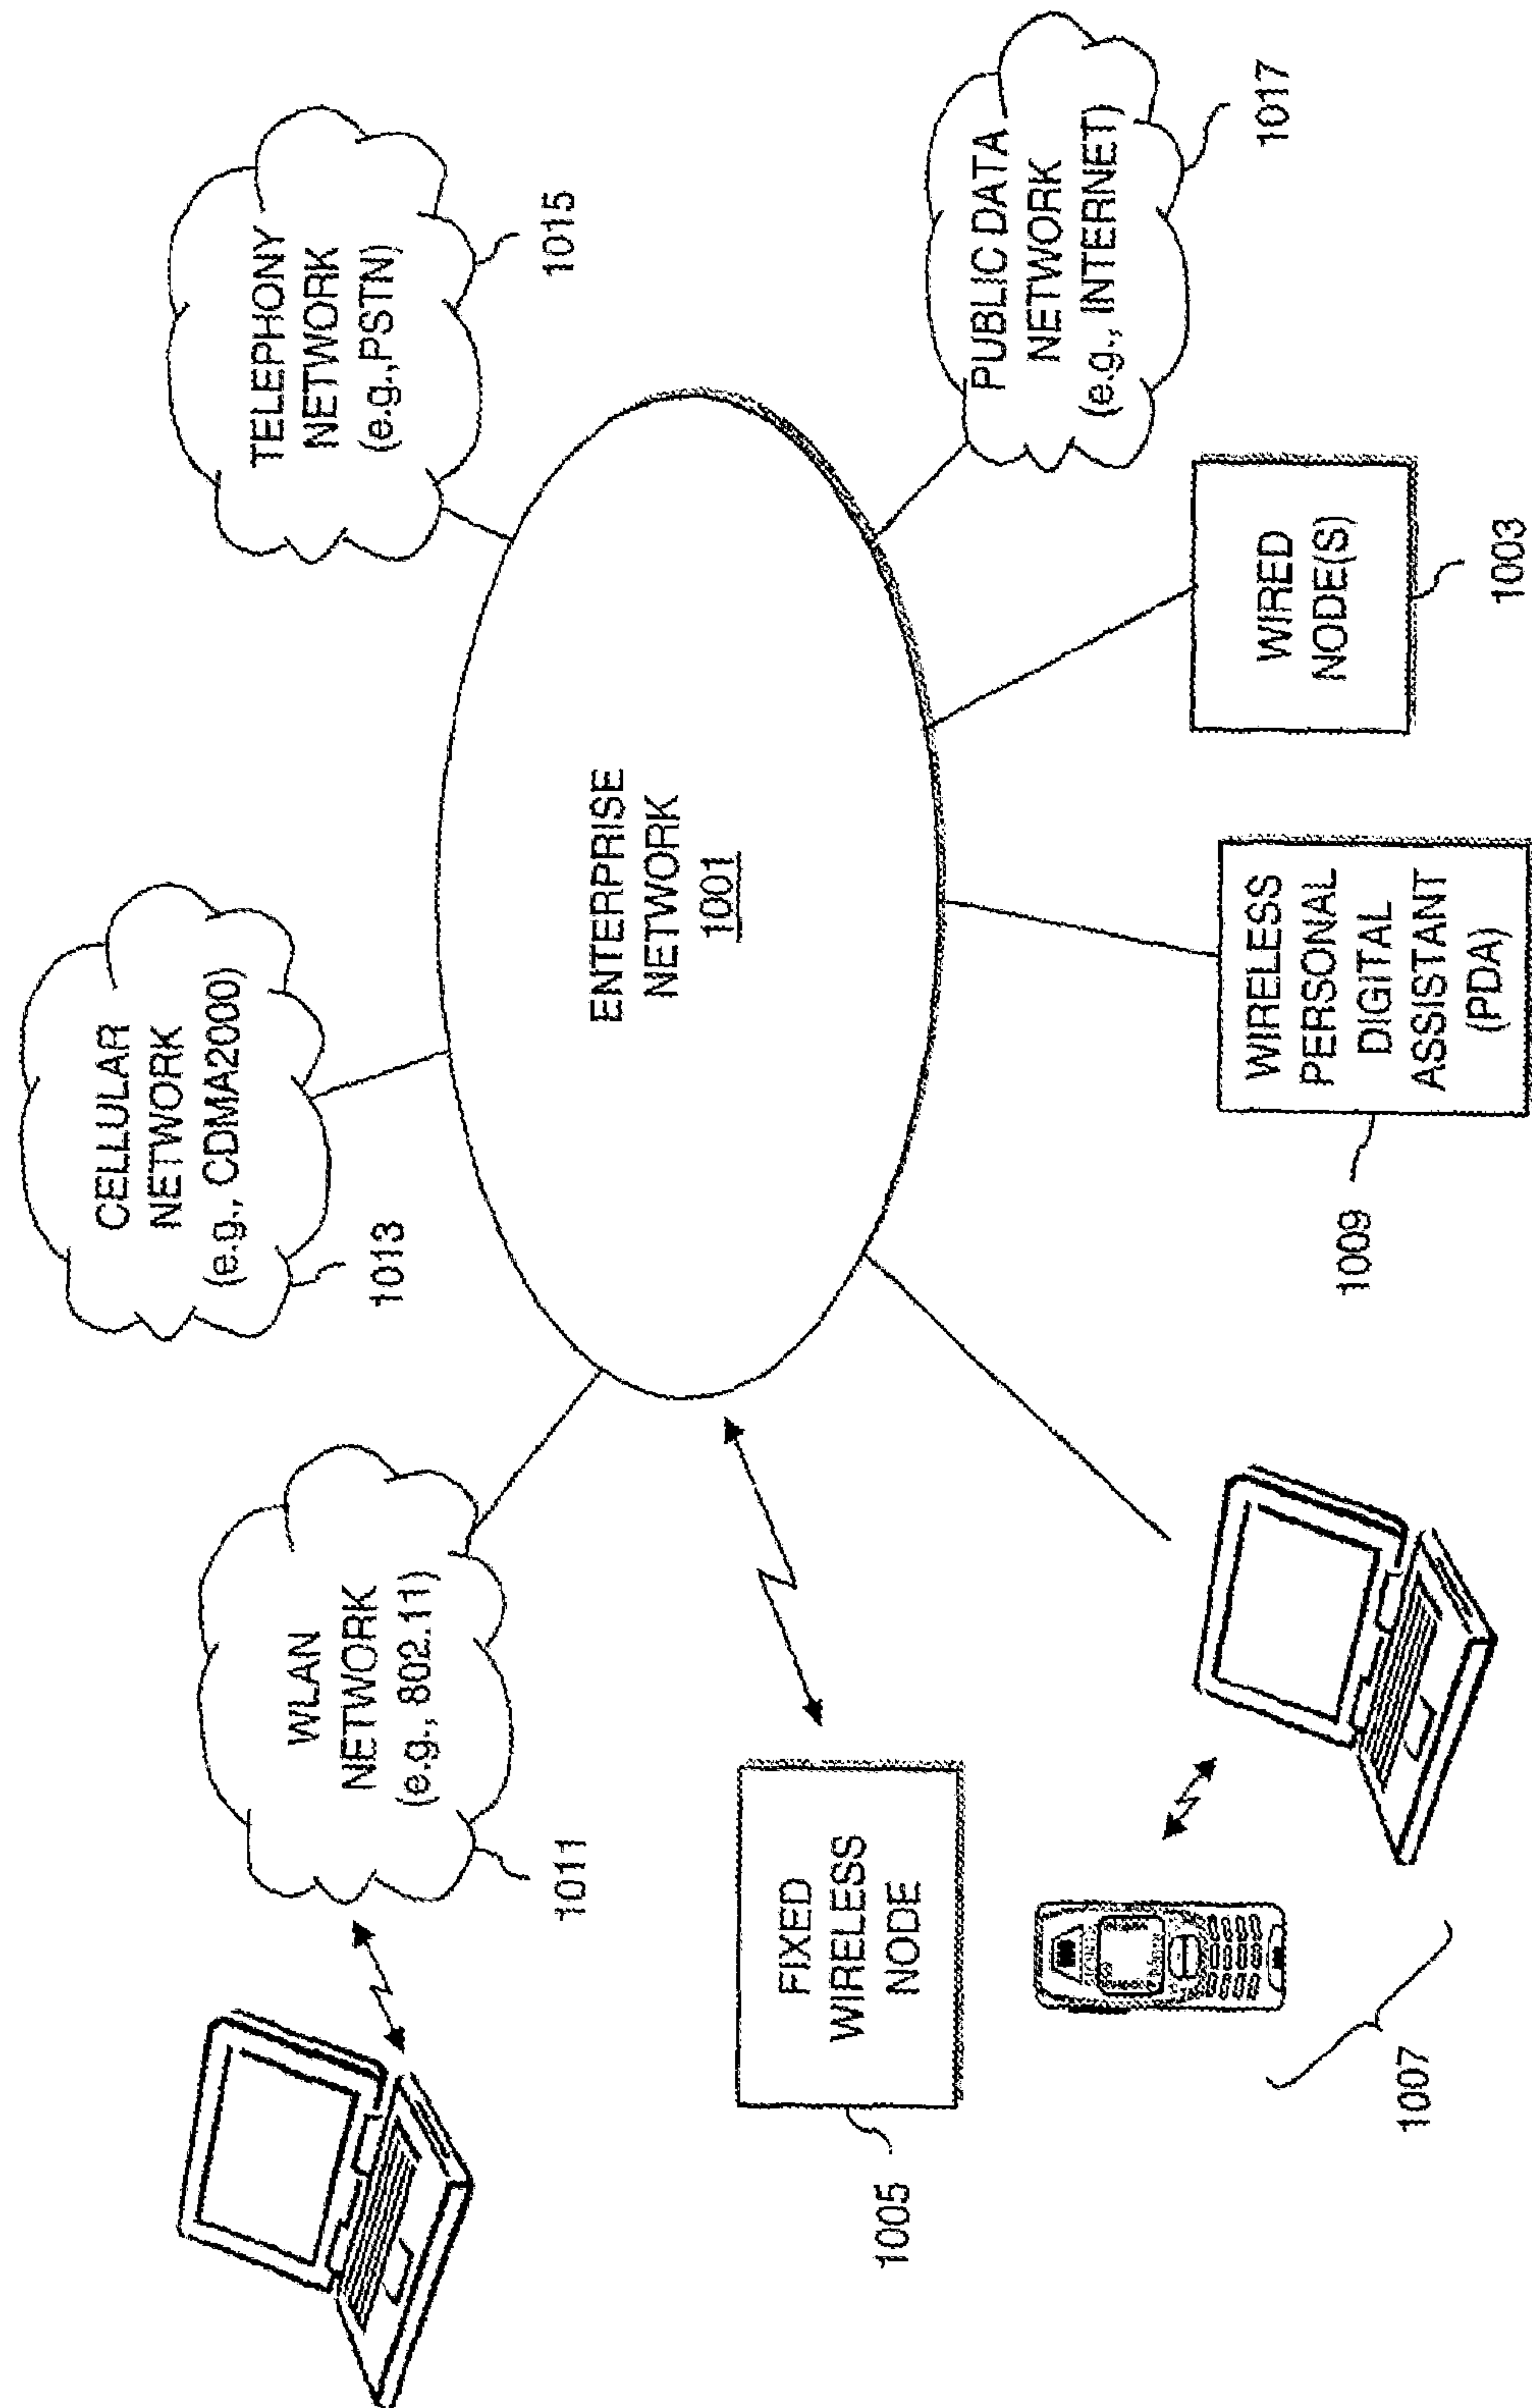 CELLULAR
NETWORK
(e.g., CDMA2000)
1013
WLAN
NETWORK
(e.g., 802.11)
1011
TELEPHONY
NETWORK
(e.g.,PSTN)
1015
ENTERPRISE
NETWORK
1001
FIXED
WIRELESS
NODE
1005
PUBLIC DATA
NETWORK
(e.g., INTERNET)
1017
1007
WIRELESS
PERSONAL
DIGITAL
ASSISTANT
(PDA)
1009
WIRED
NODE(S)
1003